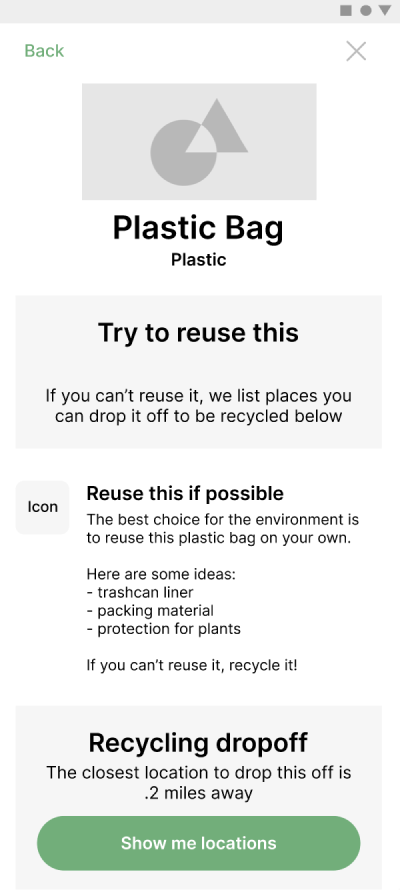 Back
Plastic Bag
Plastic
Try to reuse this
If you can’t reuse it, we list places you
can drop it off to be recycled below
Icon
Reuse this if possible
The best choice for the environment is
to reuse this plastic bag on your own.
Here are some ideas:
- trashcan liner
- packing material
- protection for plants
If you can’t reuse it, recycle it!
Recycling dropoff
The closest location to drop this off is
.2 miles away
Show me locations